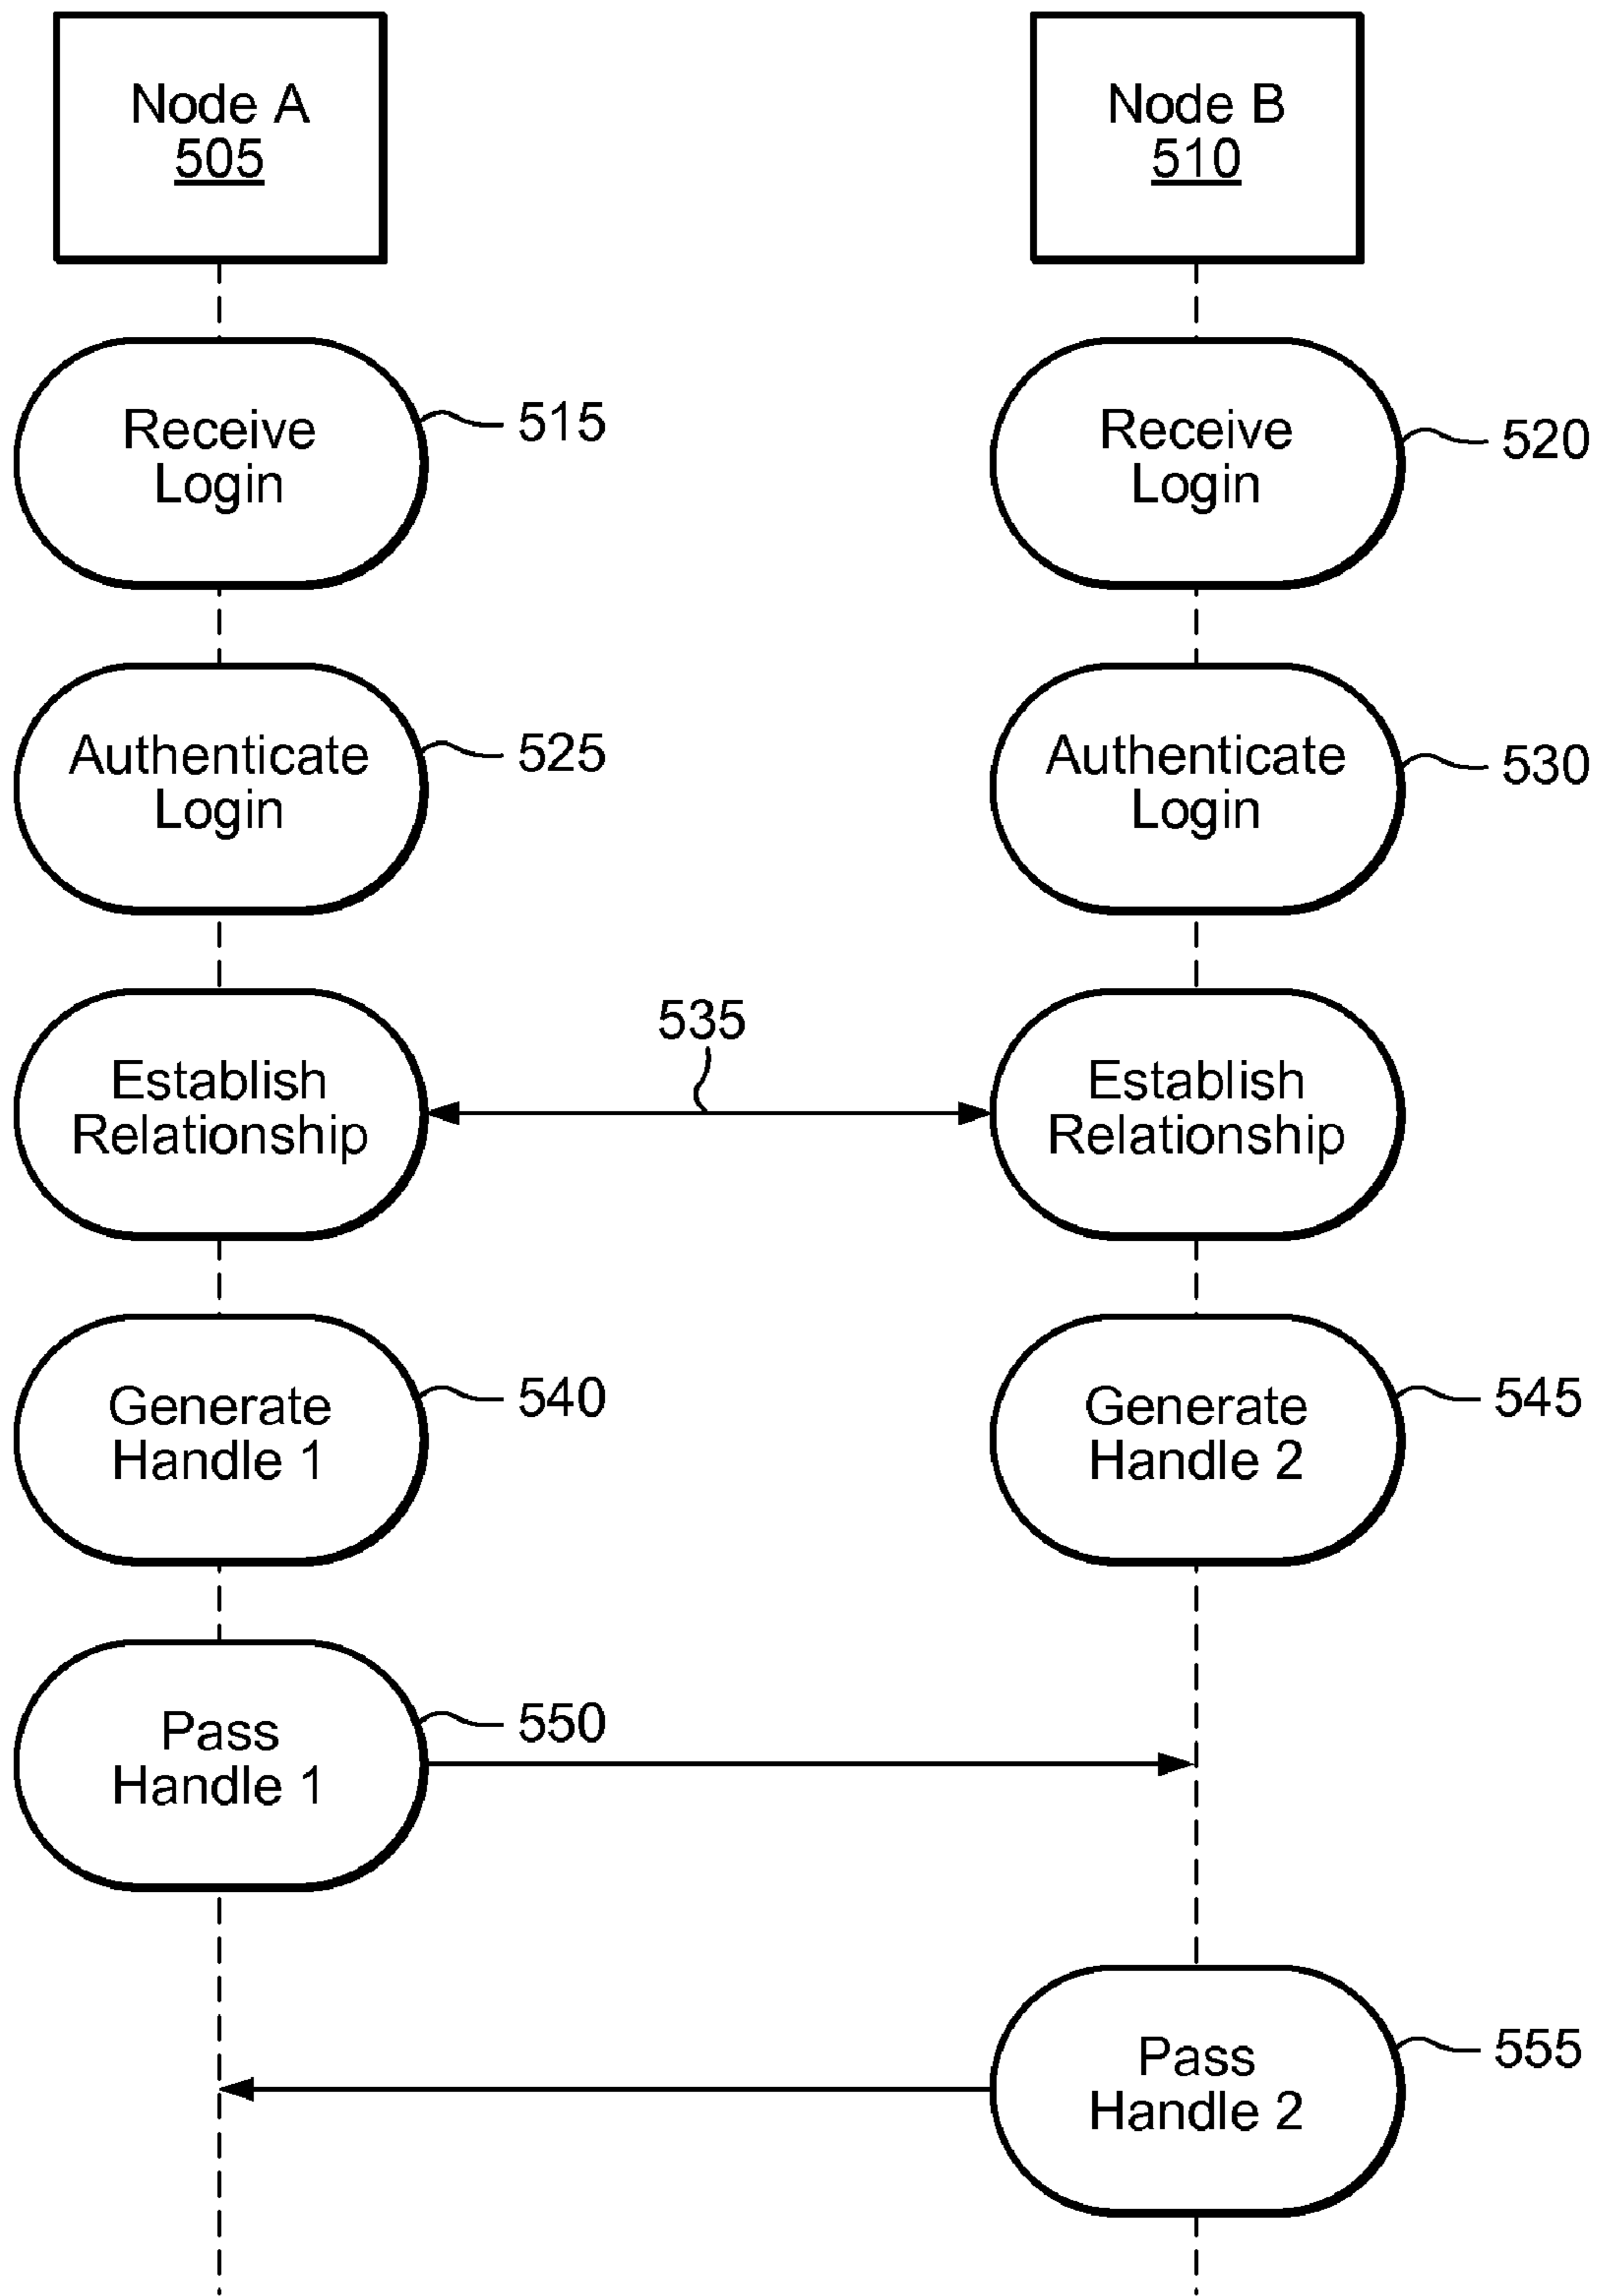 Node A
505
Node B
510
Receive
Login
515
Receive
Login
520
Authenticate
Login
525
Authenticate
Login
530
Establish
Relationship
535
Establish
Relationship
Generate
Handle 1
540
Generate
Handle 2
545
Pass
Handle 1
550
Pass
Handle 2
555